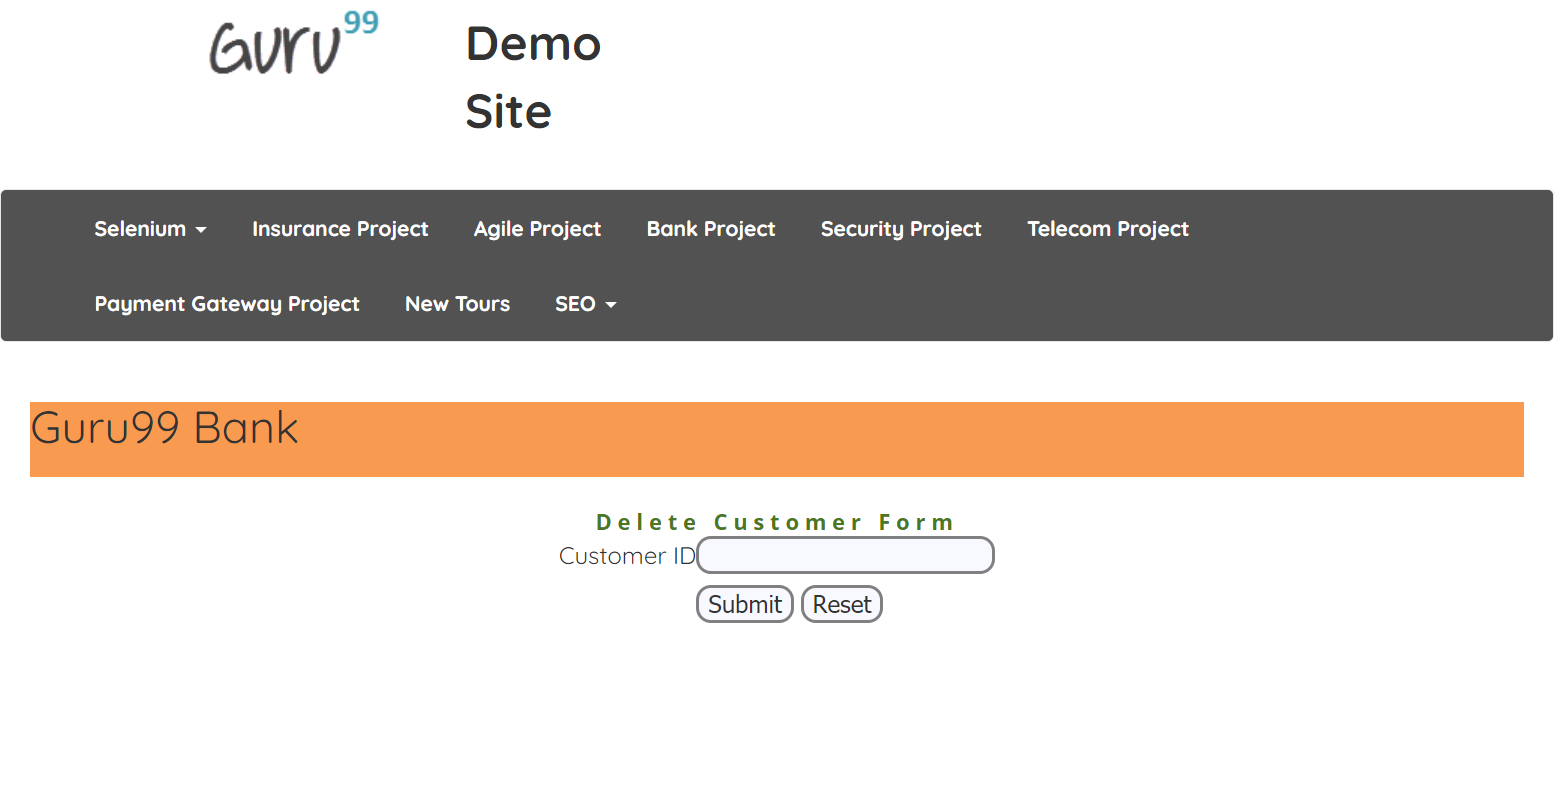 Guru99
Demo
Site
Selenium Insurance Project Agile Project Bank Project Security Project Telecom Project
Payment Gateway Project New Tours SEO
Guru99 Bank
Delete Customer Form
Customer ID
Submit Reset